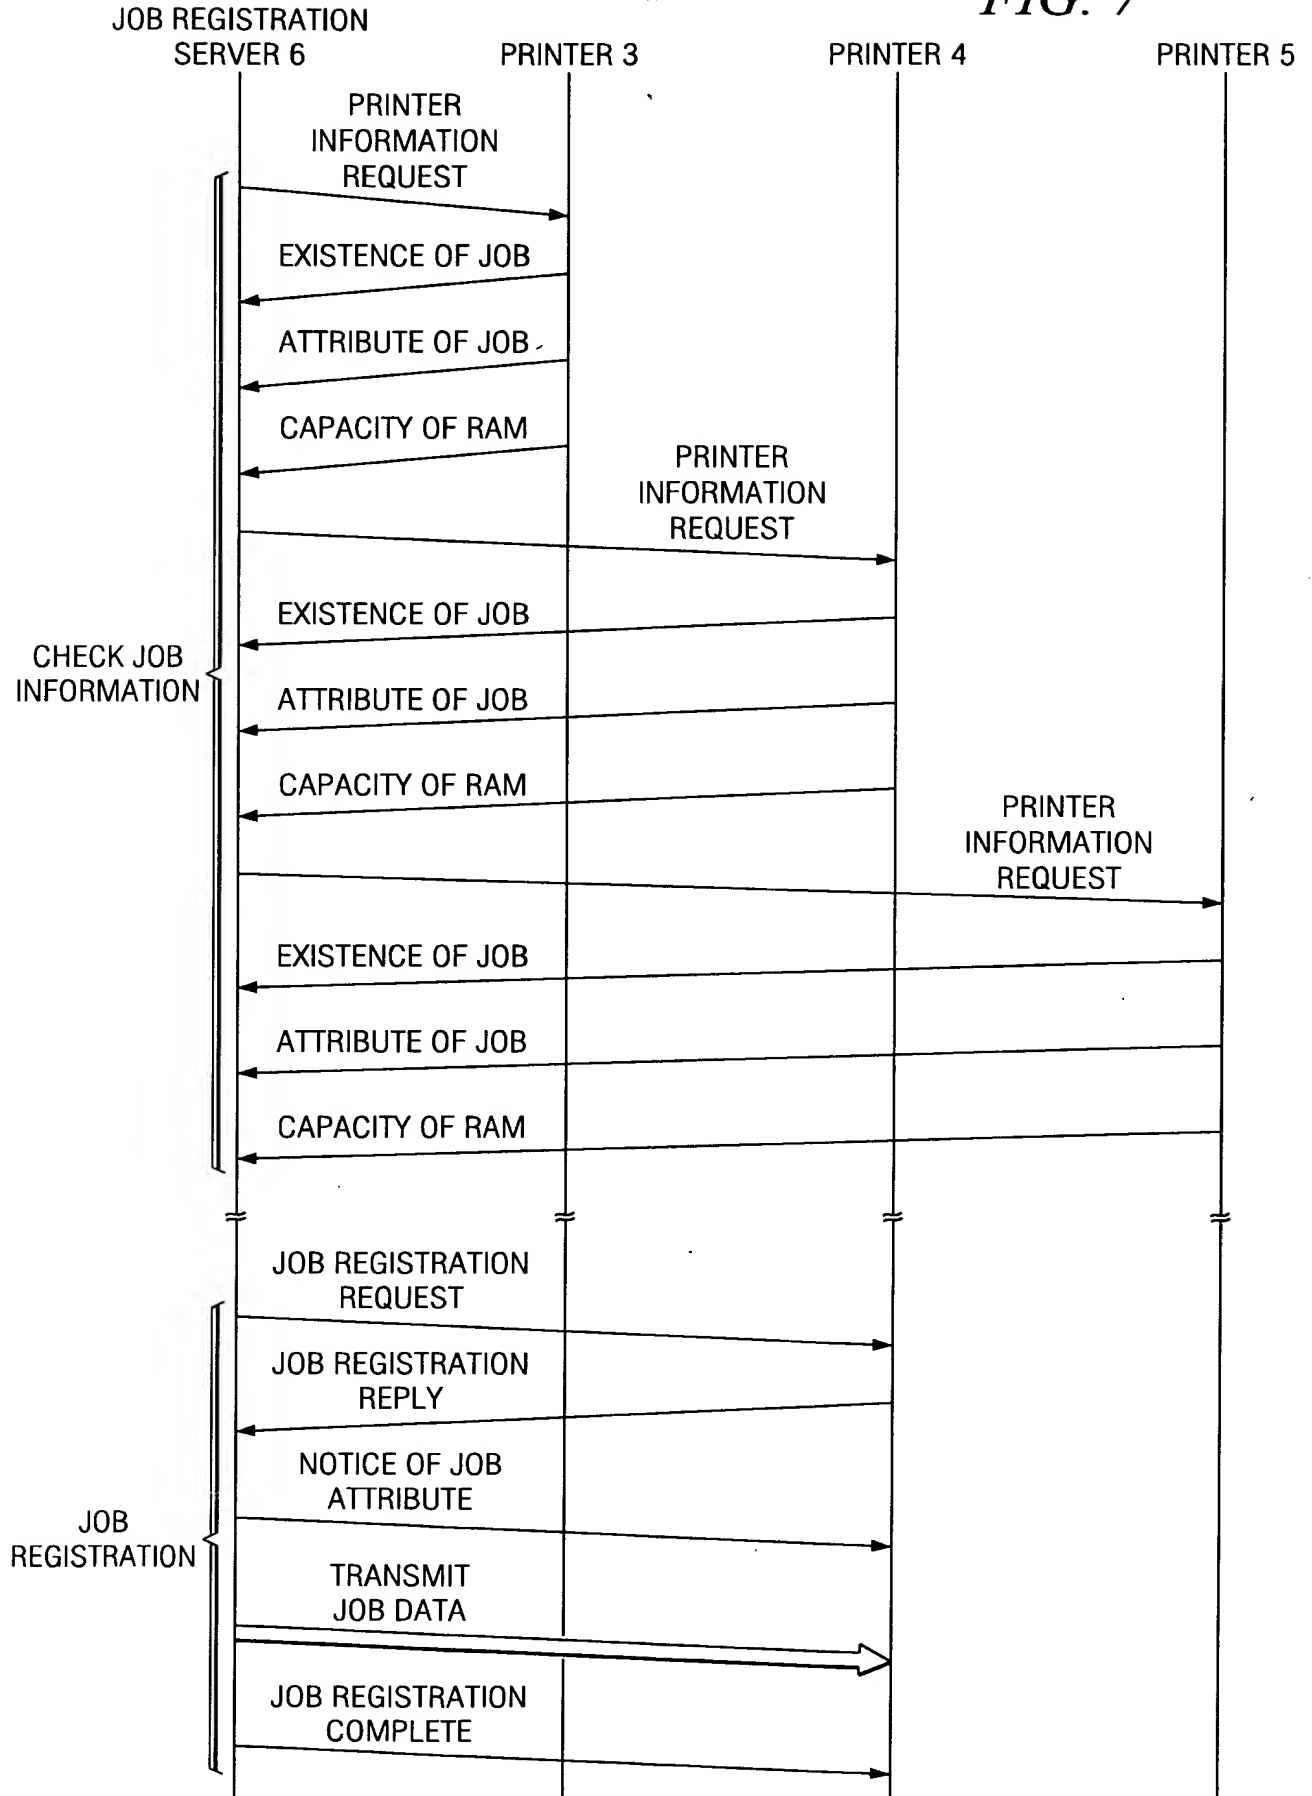 FIG. 7
JOB REGISTRATION
SERVER 6
PRINTER 3
PRINTER 4
PRINTER 5
PRINTER
INFORMATION
REQUEST
EXISTENCE OF JOB
ATTRIBUTE OF JOB
CAPACITY OF RAM
PRINTER
INFORMATION
REQUEST
EXISTENCE OF JOB
CHECK JOB
INFORMATION
ATTRIBUTE OF JOB
CAPACITY OF RAM
PRINTER
INFORMATION
REQUEST
EXISTENCE OF JOB
ATTRIBUTE OF JOB
CAPACITY OF RAM
JOB REGISTRATION
REQUEST
JOB REGISTRATION
REPLY
NOTICE OF JOB
ATTRIBUTE
JOB
REGISTRATION
TRANSMIT
JOB DATA
JOB REGISTRATION
COMPLETE